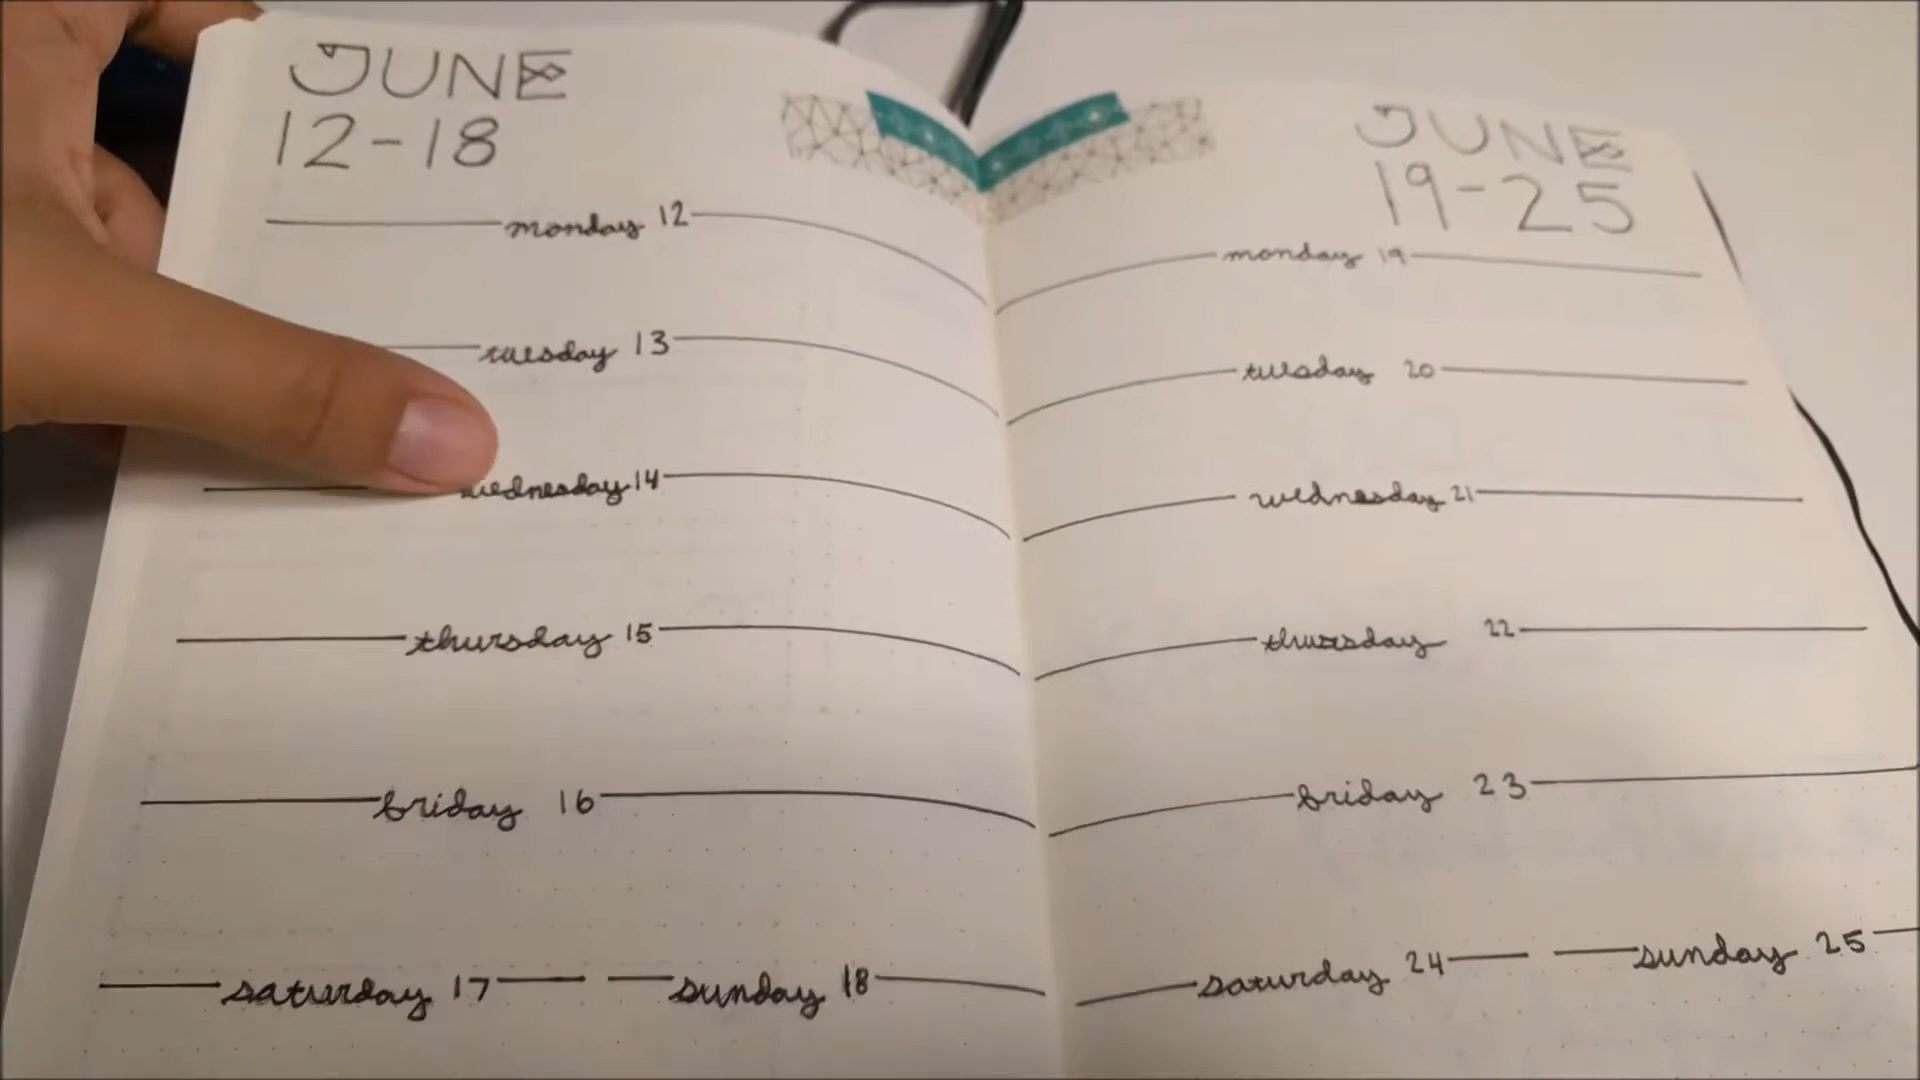 JUNE
12-18
monday 12
tuesday 13
wednesday 14
thursday 15
friday 16
saturday 17
sunday 18
JUNE
19-25
monday 19
tuesday 20
wednesday 21
thursday 22
friday 23
saturday 24
sunday 25